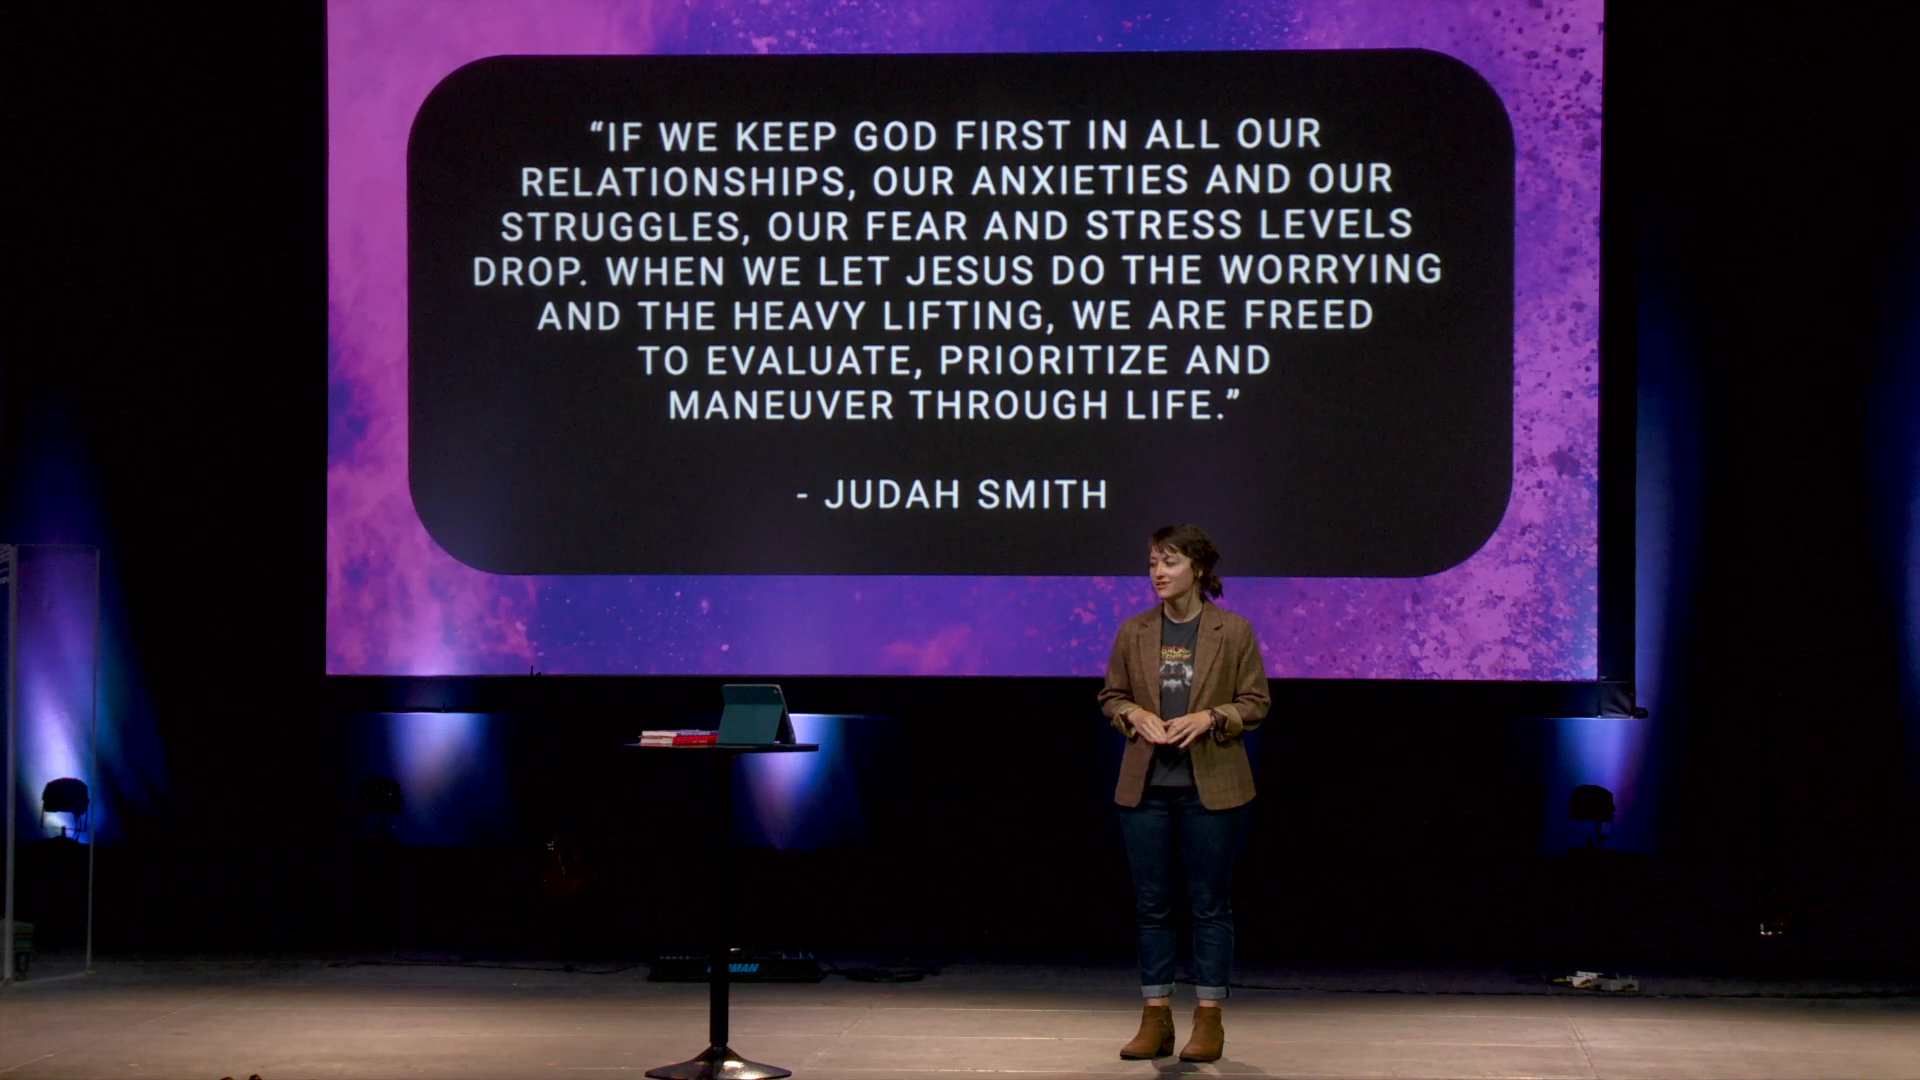 “IF WE KEEP GOD FIRST IN ALL OUR
RELATIONSHIPS, OUR ANXIETIES AND OUR
STRUGGLES, OUR FEAR AND STRESS LEVELS
DROP. WHEN WE LET JESUS DO THE WORRYING
AND THE HEAVY LIFTING, WE ARE FREED
TO EVALUATE, PRIORITIZE AND
MANEUVER THROUGH LIFE.”
- JUDAH SMITH
BACK